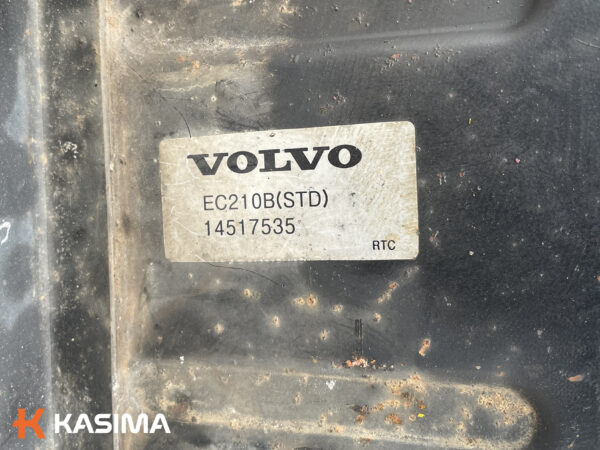 VOLVO
EC210B(STD)
14517535
RTC
KASIMA